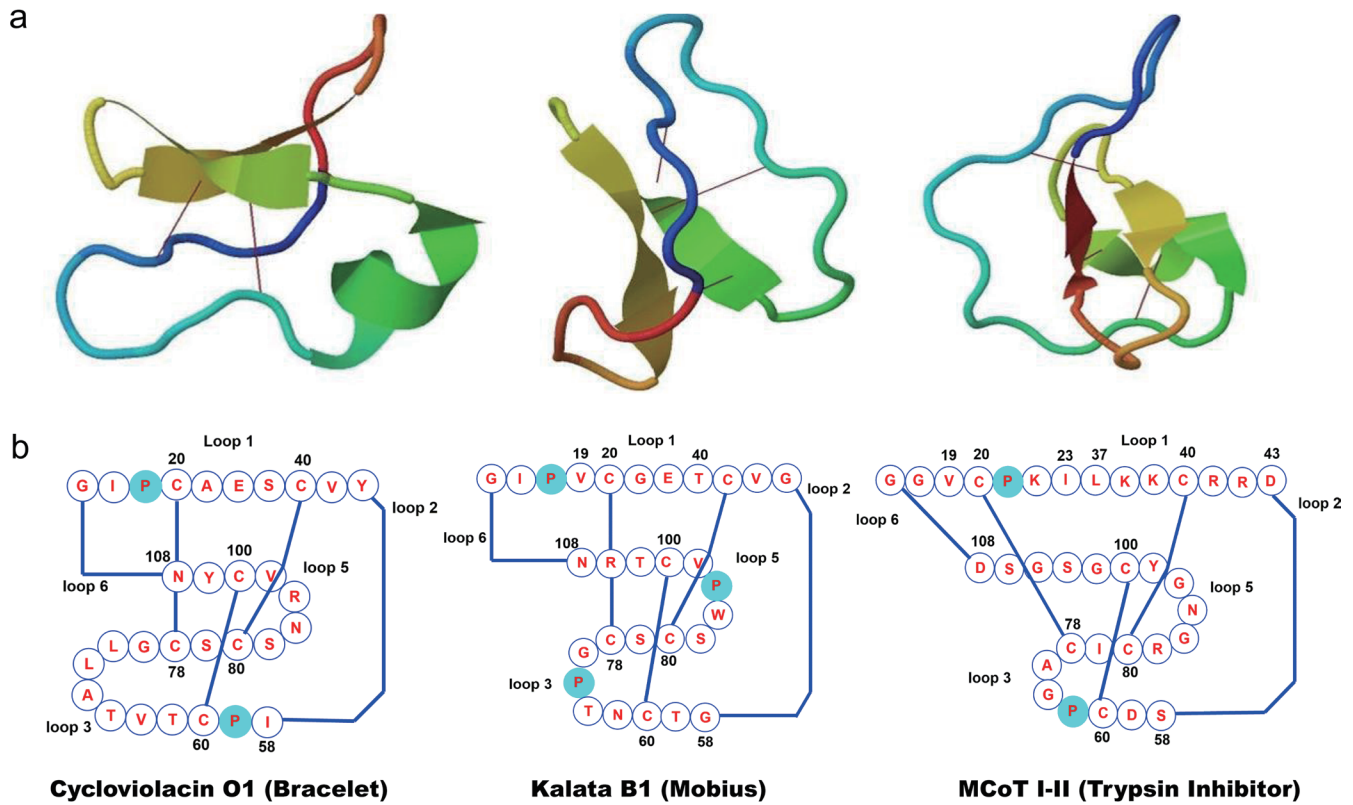 a
b
Loop 1
20 40
G I P C A E S C V Y
loop 2
108 100
N Y C V
loop 5
R
loop 6
N
L G C S C S
L
78 80
A
T V T C P I
loop 3
60 58
Cycloviolacin O1 (Bracelet)
Loop 1
19 20 40
G I P V C G E T C V G
loop 2
loop 6
108 100
N R T C V
loop 5
P
W
G C S C S
78 80
loop 3
P
T N C T G
60 58
Kalata B1 (Mobius)
Loop 1
19 20 23 37 40 43
G G V C P K I L K K C R R D
loop 2
loop 6
108 100
D S G S G C Y G
loop 5
N
78
A C I C R G
80
loop 3
G
P C D S
60 58
MCoT I-II (Trypsin Inhibitor)